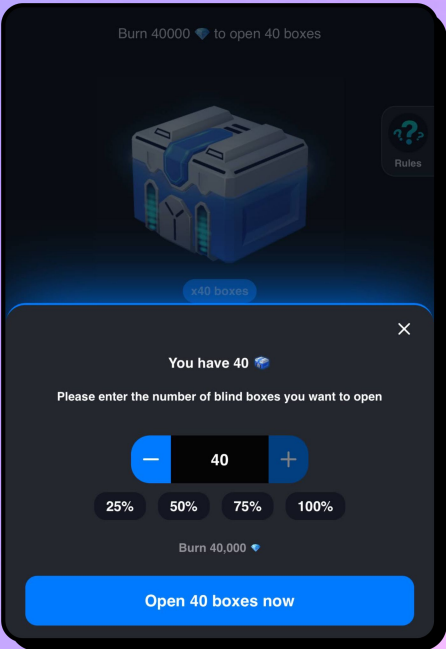 Burn 40000 💎 to open 40 boxes
Rules
x40 boxes
You have 40
Please enter the number of blind boxes you want to open
− 40 +
25% 50% 75% 100%
Burn 40,000 💎
Open 40 boxes now